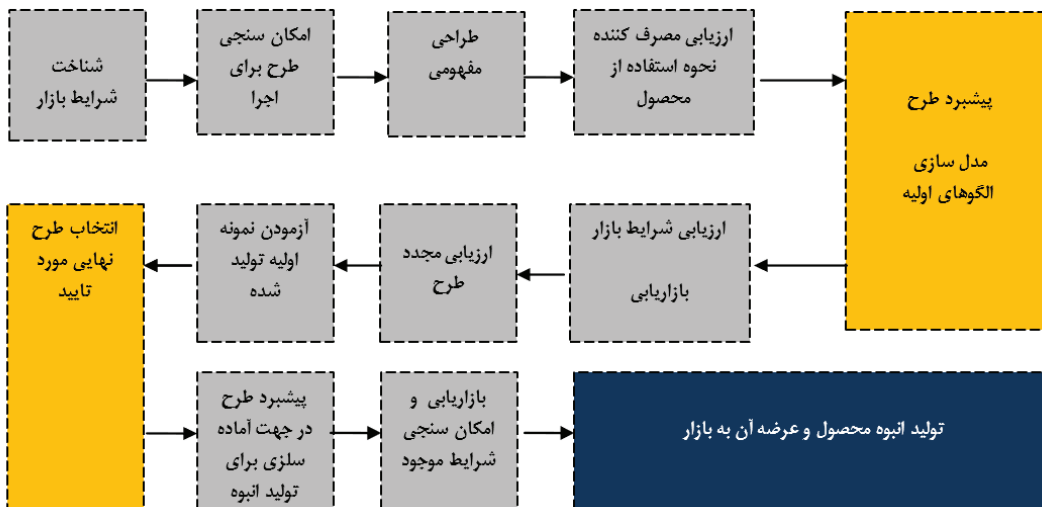 شناخت
شرایط بازار
امکان سنجی
طرح برای
اجرا
طراحی
مفهومی
ارزیابی مصرف کننده
نحوه استفاده از
محصول
پیشبرد طرح
مدل سازی
الگوهای اولیه
ارزیابی شرایط بازار
بازاریابی
ارزیابی مجدد
طرح
آزمودن نمونه
اولیه تولید
شده
انتخاب طرح
نهایی مورد
تایید
پیشبرد طرح
در جهت آماده
سلزی برای
تولید انبوه
بازاریابی و
امکان سنجی
شرایط موجود
تولید انبوه محصول و عرضه آن به بازار